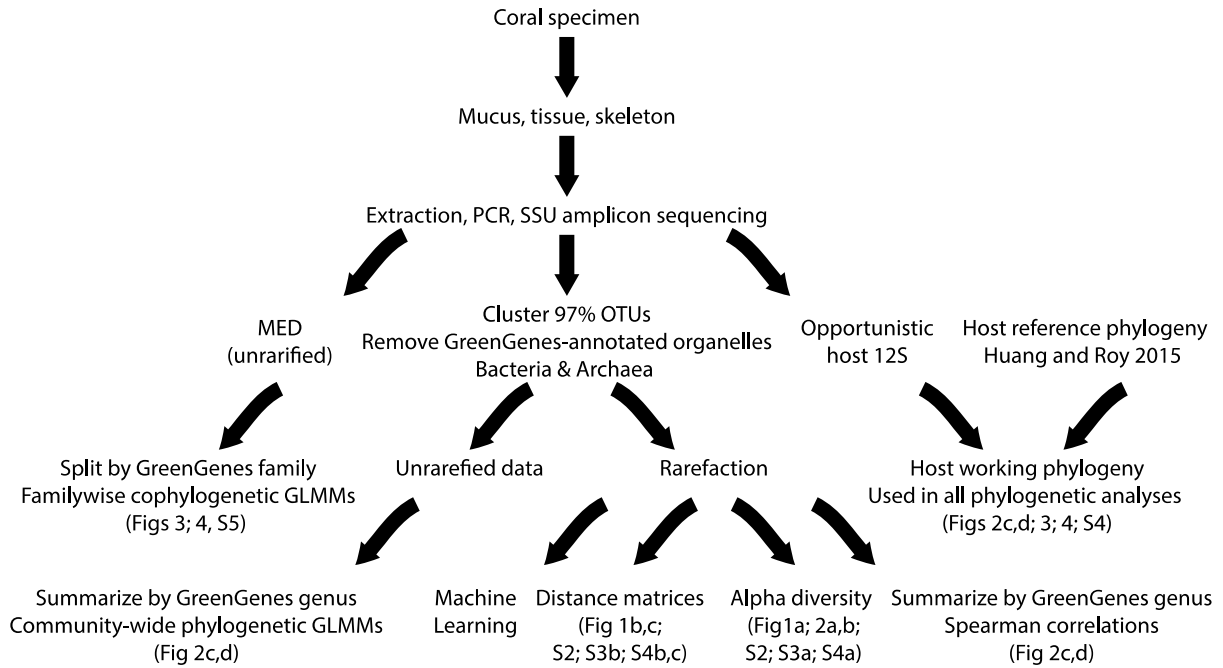 Coral specimen
Mucus, tissue, skeleton
Extraction, PCR, SSU amplicon sequencing
MED
(unrarified)
Cluster 97% OTUs
Remove GreenGenes-annotated organelles
Bacteria & Archaea
Opportunistic
host 12S
Host reference phylogeny
Huang and Roy 2015
Split by GreenGenes family
Familywise cophylogenetic GLMMs
(Figs 3; 4, S5)
Unrarefied data
Rarefaction
Host working phylogeny
Used in all phylogenetic analyses
(Figs 2c,d; 3; 4; S4)
Summarize by GreenGenes genus
Community-wide phylogenetic GLMMs
(Fig 2c,d)
Machine
Learning
Distance matrices
(Fig 1b,c;
S2; S3b; S4b,c)
Alpha diversity
(Fig1a; 2a,b;
S2; S3a; S4a)
Summarize by GreenGenes genus
Spearman correlations
(Fig 2c,d)